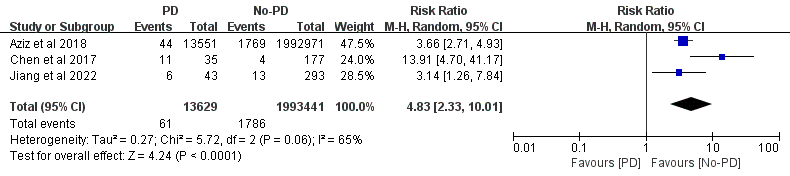 PD No-PD Risk Ratio Risk Ratio
Study or Subgroup Events Total Events Total Weight M-H, Random, 95% CI M-H, Random, 95% CI
Aziz et al 2018 44 13551 1769 1992971 47.5% 3.66 [2.71, 4.93]
Chen et al 2017 11 35 4 177 24.0% 13.91 [4.70, 41.17]
Jiang et al 2022 6 43 13 293 28.5% 3.14 [1.26, 7.84]
Total (95% CI) 13629 1993441 100.0% 4.83 [2.33, 10.01]
Total events 61 1786
Heterogeneity: Tau² = 0.27; Chi² = 5.72, df = 2 (P = 0.06); I² = 65%
Test for overall effect: Z = 4.24 (P < 0.0001)
0.01 0.1 1 10 100
Favours [PD] Favours [No-PD]